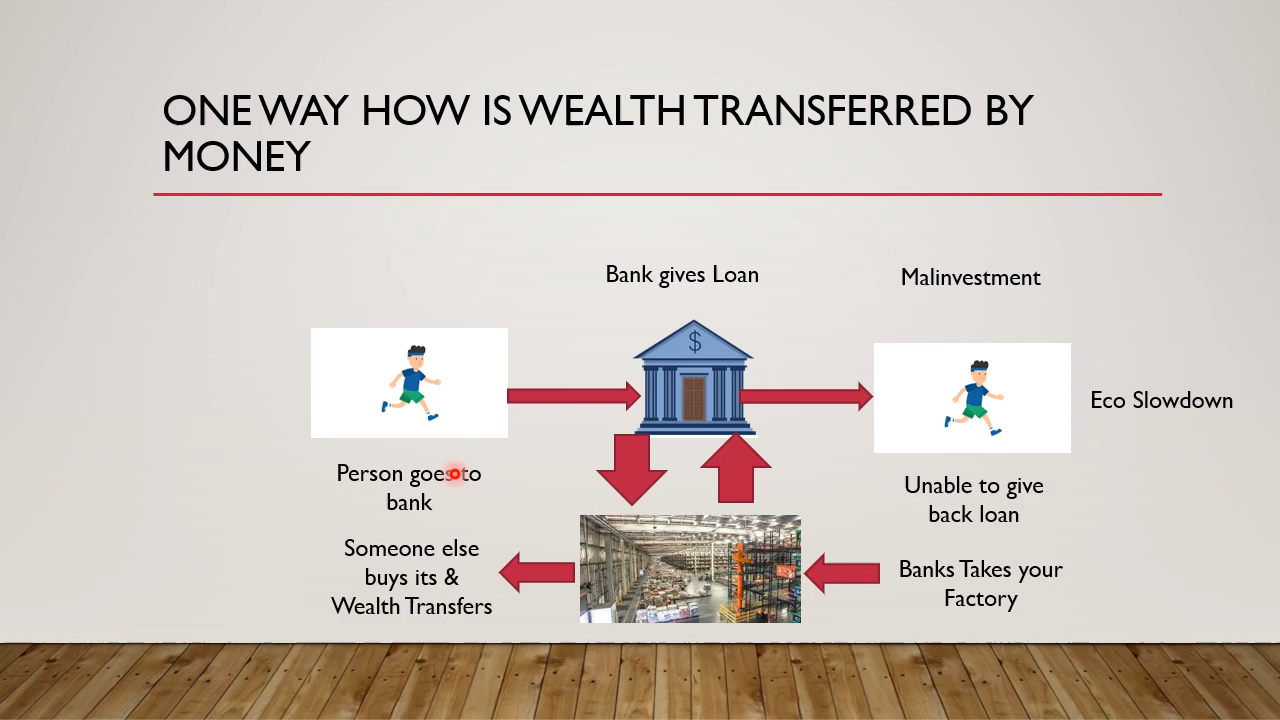 ONE WAY HOW IS WEALTH TRANSFERRED BY
MONEY
Bank gives Loan
Malinvestment
$
Eco Slowdown
Person goes to
bank
Unable to give
back loan
Someone else
buys its &
Wealth Transfers
Banks Takes your
Factory